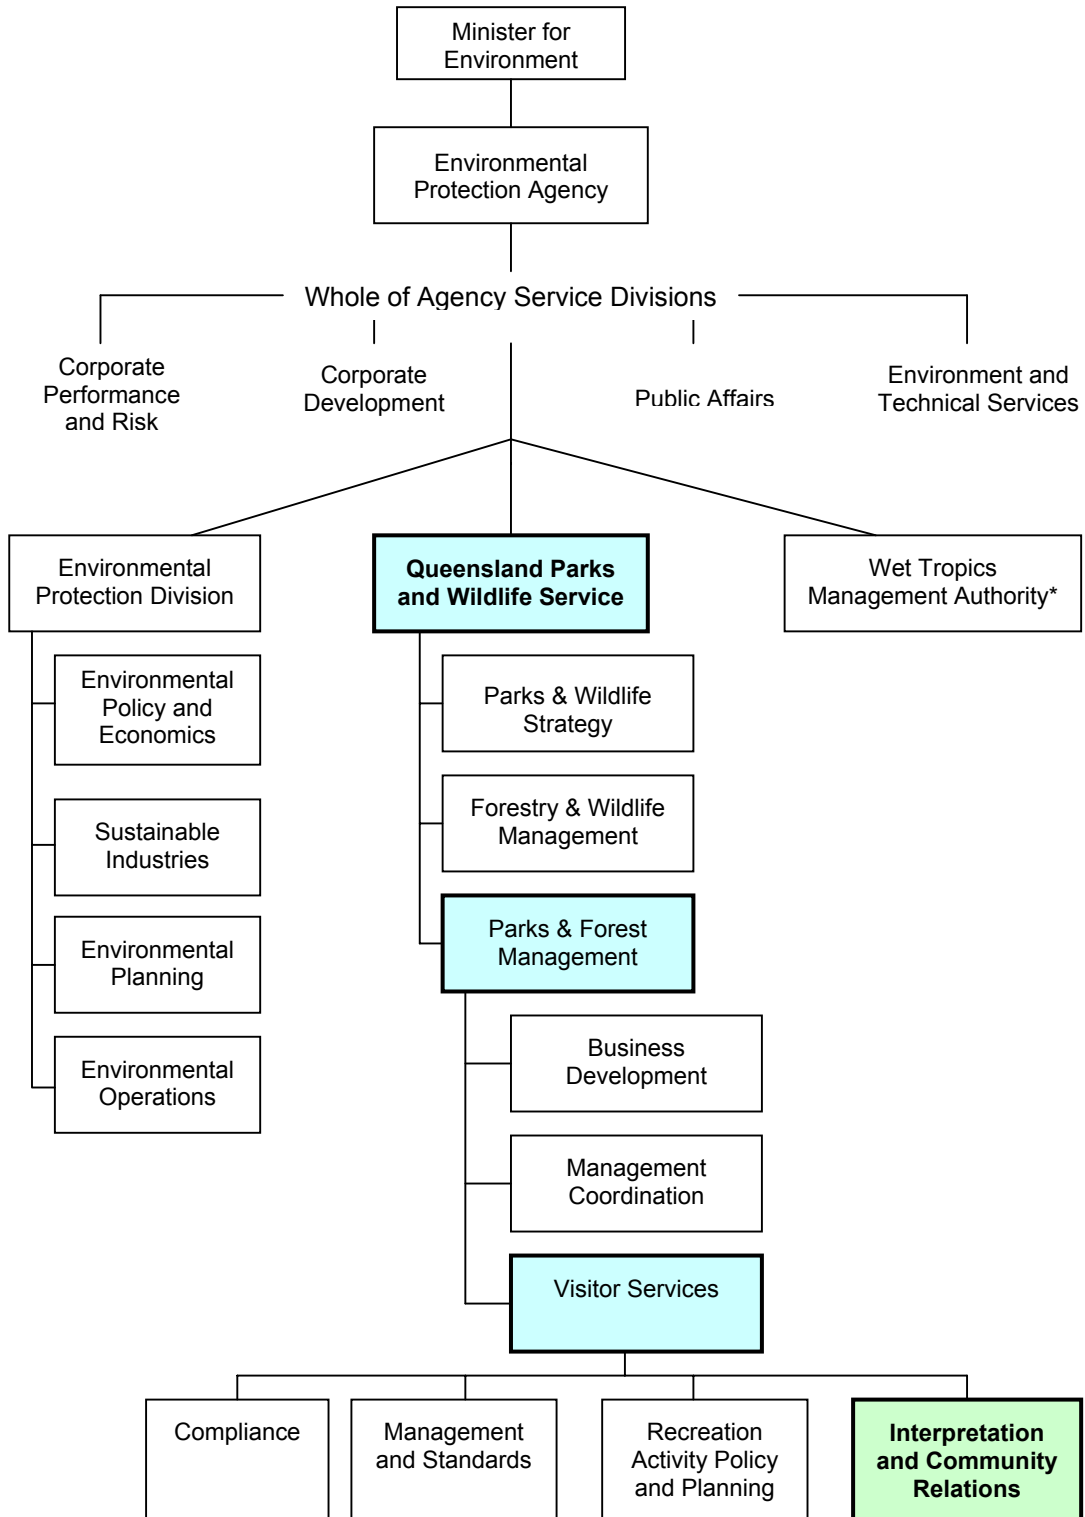 Minister for
Environment
Environmental
Protection Agency
Whole of Agency Service Divisions
Corporate
Performance
and Risk
Corporate
Development
Public Affairs
Environment and
Technical Services
Environmental
Protection Division
Queensland Parks
and Wildlife Service
Wet Tropics
Management Authority*
Environmental
Policy and
Economics
Sustainable
Industries
Environmental
Planning
Environmental
Operations
Parks & Wildlife
Strategy
Forestry & Wildlife
Management
Parks & Forest
Management
Business
Development
Management
Coordination
Visitor Services
Compliance
Management
and Standards
Recreation
Activity Policy
and Planning
Interpretation
and Community
Relations